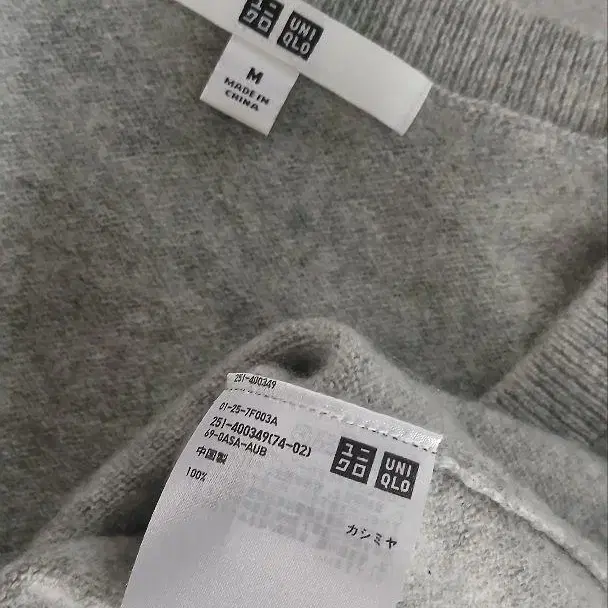 ユニ
クロ
UNI
QLO
M
MADE IN
CHINA
251-400349
01-25-7F003A
251-400349(74-02)
69-0ASA-AUB
中国製
100%
ユニ
クロ
UNI
QLO
カシミヤ